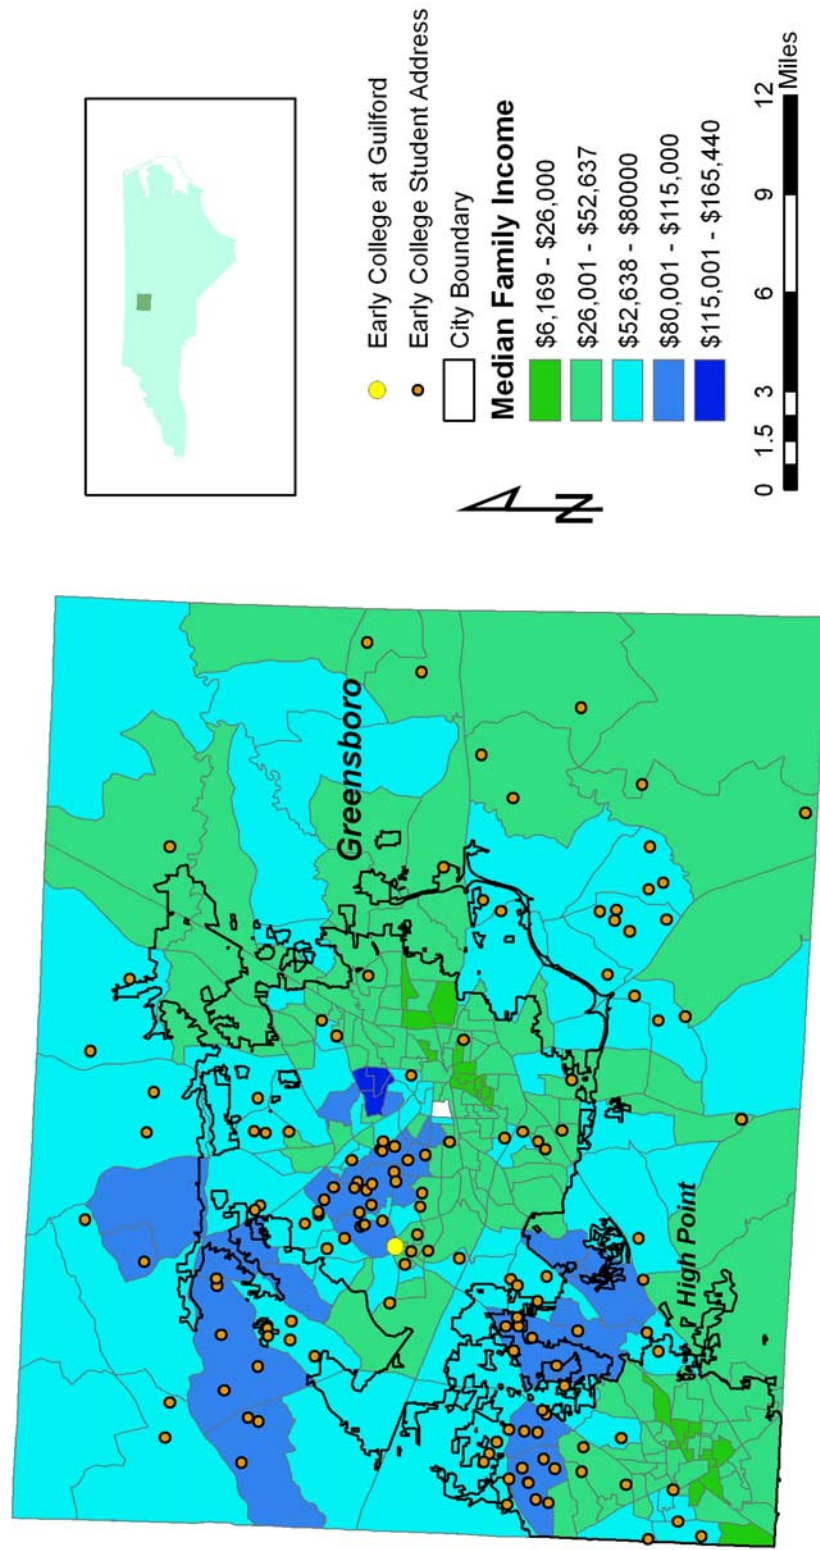 Greensboro
High Point
Early College at Guilford
Early College Student Address
City Boundary
Median Family Income
$6,169 - $26,000
$26,001 - $52,637
$52,638 - $80000
$80,001 - $115,000
$115,001 - $165,440
N
0 1.5 3 6 9 12
Miles